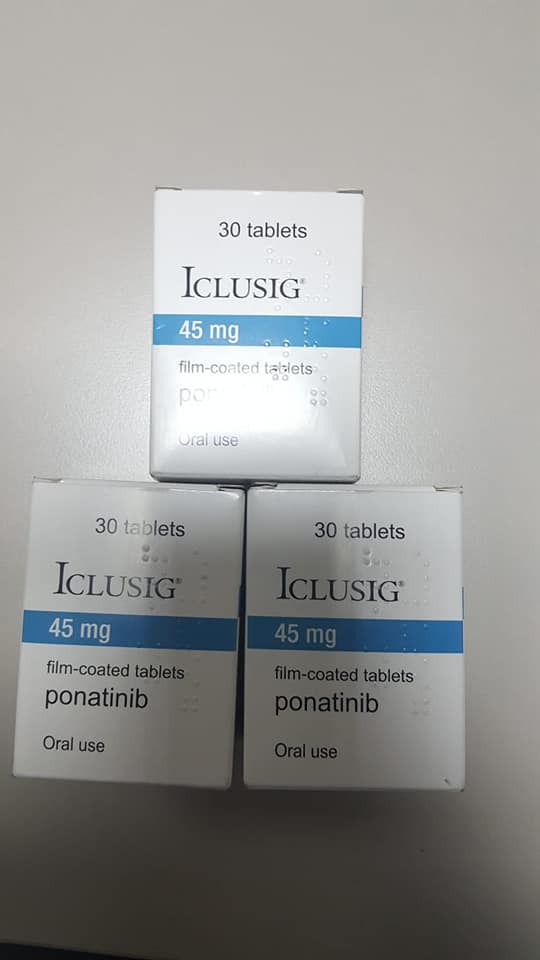 30 tablets
ICLUSIG®
45 mg
film-coated tablets
Oral use
30 tablets
ICLUSIG®
45 mg
film-coated tablets
ponatinib
Oral use
30 tablets
ICLUSIG®
45 mg
film-coated tablets
ponatinib
Oral use